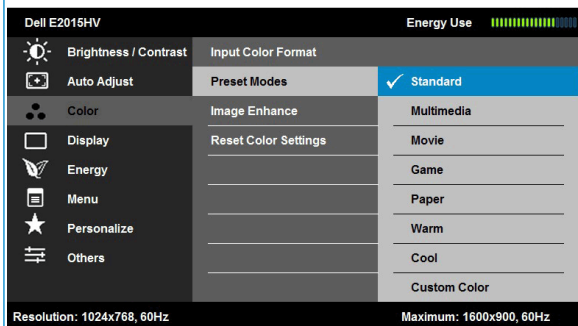 Dell E2015HV Energy Use
Brightness / Contrast Input Color Format
Auto Adjust Preset Modes Standard
Color Image Enhance Multimedia
Display Reset Color Settings Movie
Energy Game
Menu Paper
Personalize Warm
Others Cool
Custom Color
Resolution: 1024x768, 60Hz Maximum: 1600x900, 60Hz